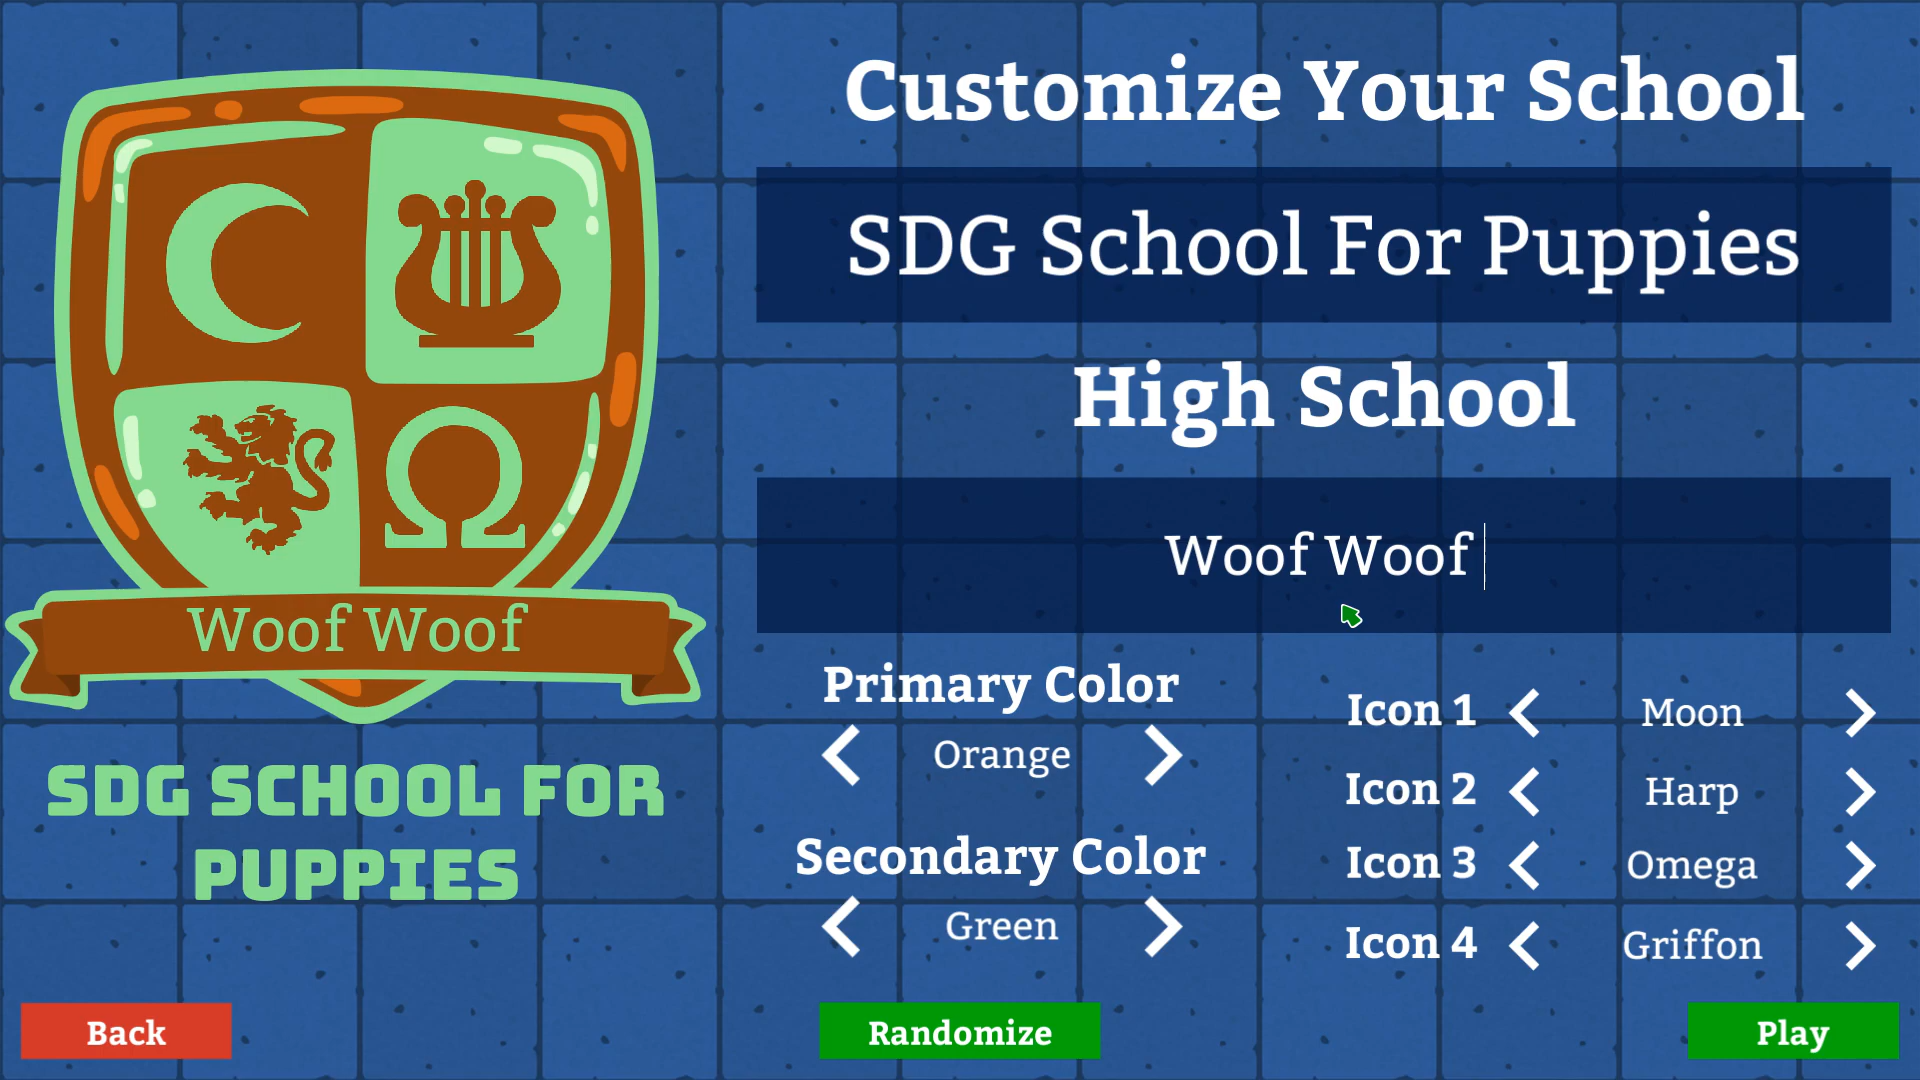 Customize Your School
SDG School For Puppies
High School
Woof Woof
Woof Woof
SDG SCHOOL FOR
PUPPIES
Primary Color
Orange
Secondary Color
Green
Icon 1 Moon
Icon 2 Harp
Icon 3 Omega
Icon 4 Griffon
Back
Randomize
Play